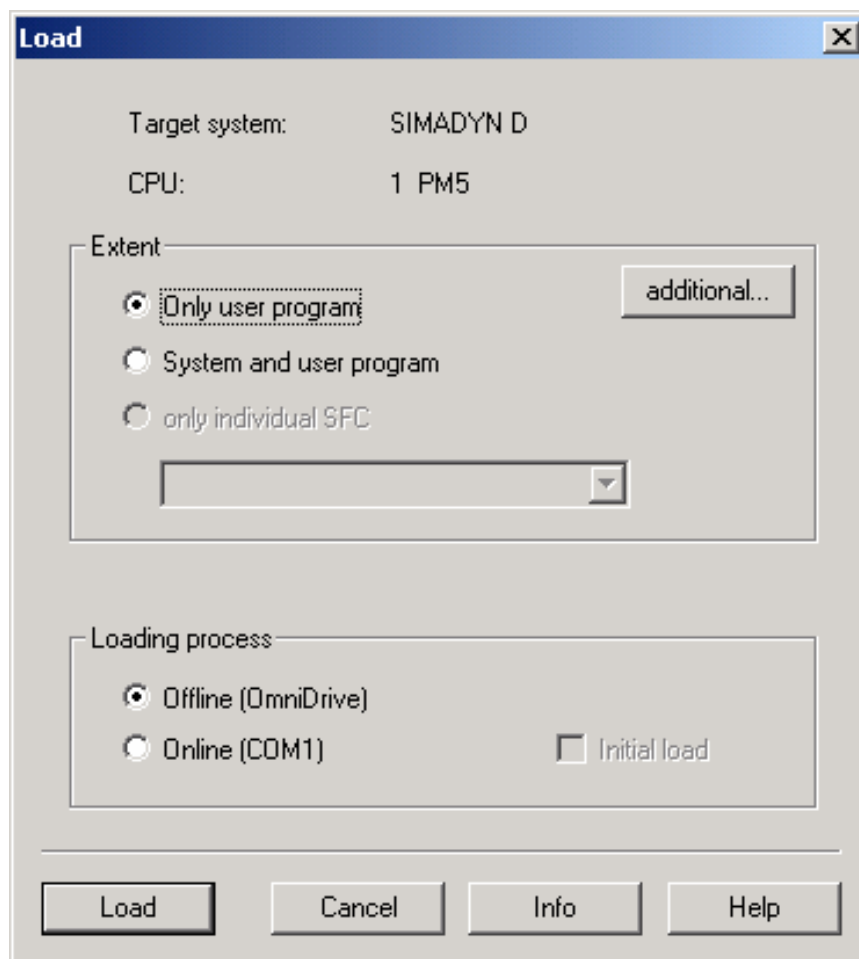 Load
Target system: SIMADYN D
CPU: 1 PM5
Extent
Only user program
additional...
System and user program
only individual SFC
Loading process
Offline (OmniDrive)
Online (COM1) Initial load
Load Cancel Info Help